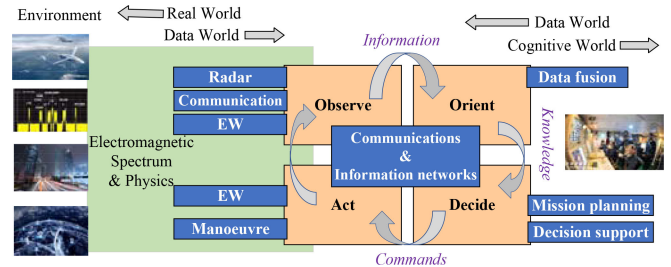 Environment
Real World
Data World
Information
Data World
Cognitive World
Radar
Communication
EW
Observe
Orient
Data fusion
Electromagnetic
Spectrum
& Physics
Communications
&
Information networks
Knowledge
EW
Manoeuvre
Act
Decide
Mission planning
Decision support
Commands